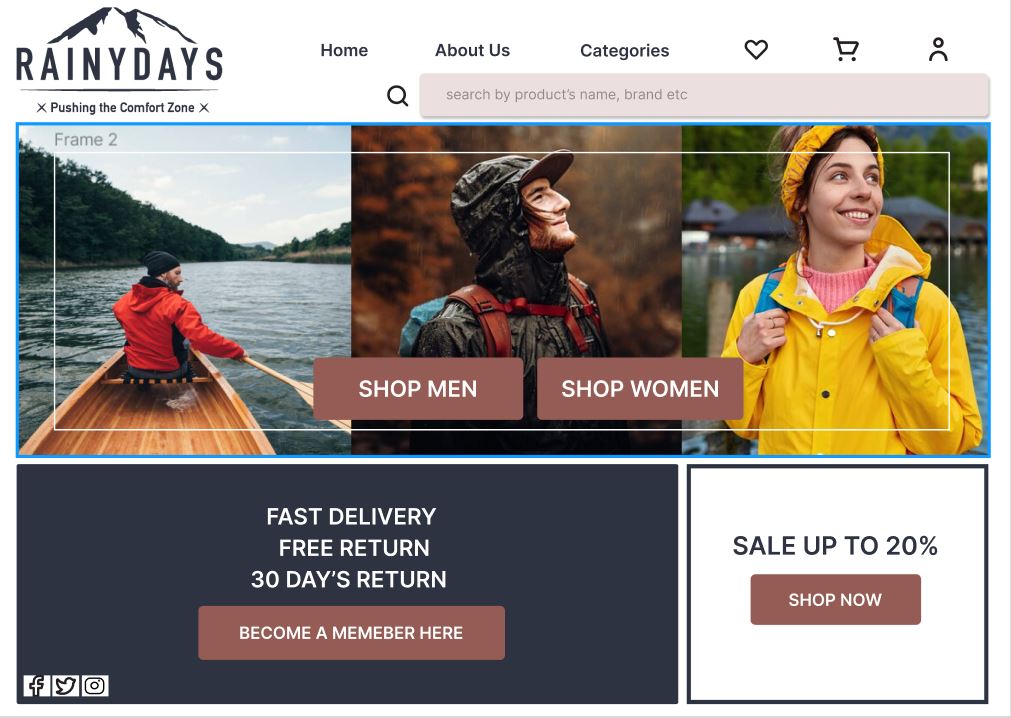 RAINYDAYS
Pushing the Comfort Zone
Home
About Us
Categories
search by product's name, brand etc
Frame 2
SHOP MEN
SHOP WOMEN
FAST DELIVERY
FREE RETURN
30 DAY'S RETURN
BECOME A MEMEBER HERE
SALE UP TO 20%
SHOP NOW